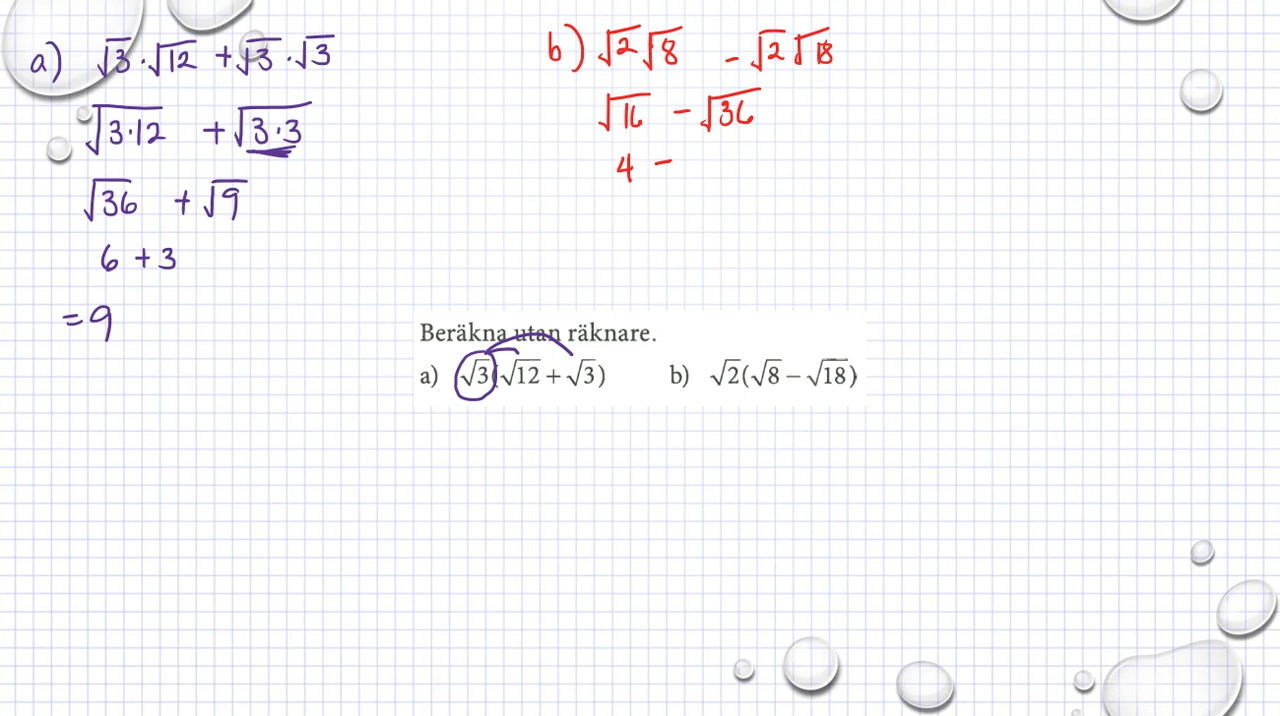 a) √3·√12 + √3·√3
√(3·12) + √(3·3)
√36 + √9
6 + 3
= 9
b) √2 √8 - √2 √18
√16 - √36
4 -
Beräkna utan räknare.
a) √3(√12 + √3) b) √2(√8 − √18)